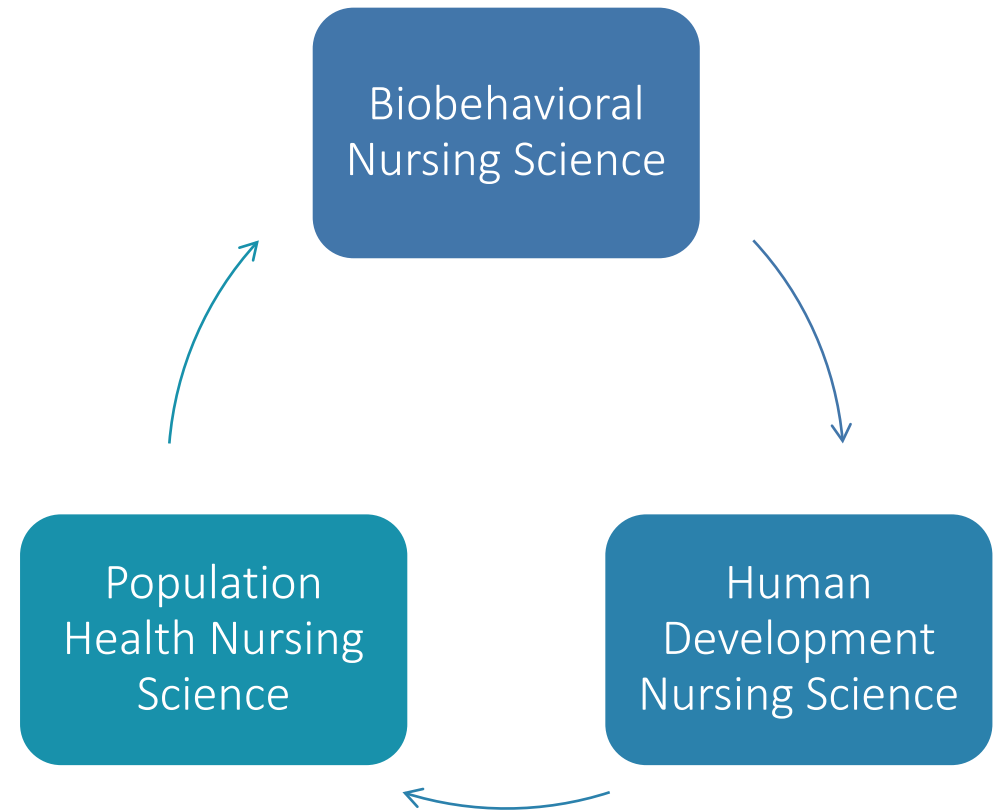 Biobehavioral
Nursing Science
Population
Health Nursing
Science
Human
Development
Nursing Science